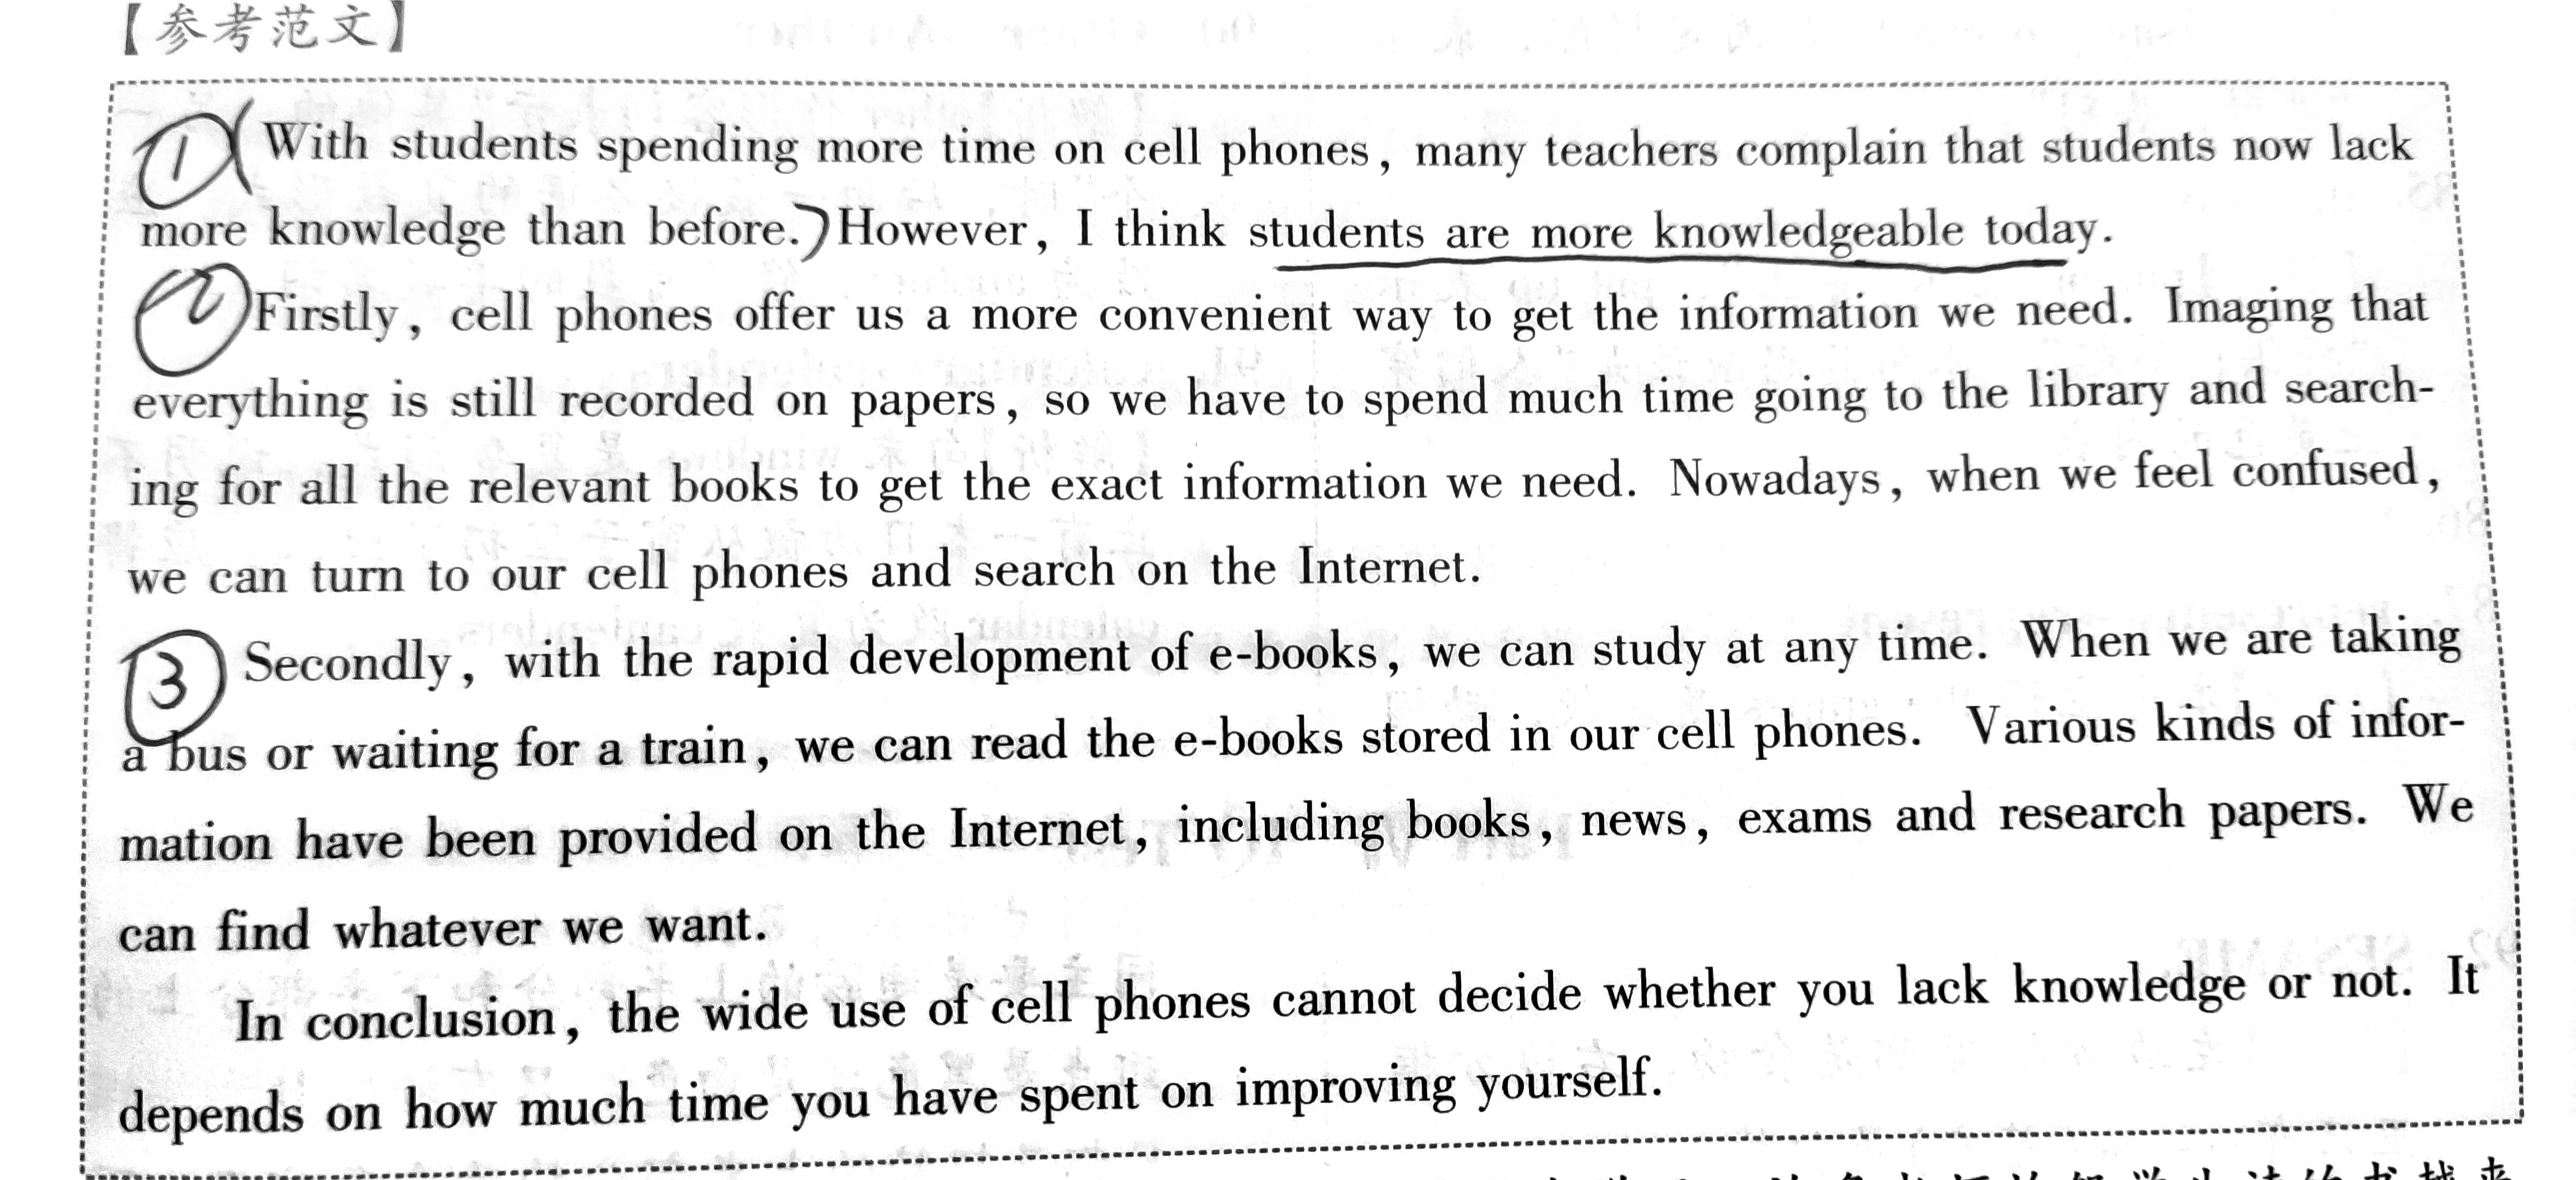 【参考范文】
① With students spending more time on cell phones, many teachers complain that students now lack
more knowledge than before.) However, I think students are more knowledgeable today.
② Firstly, cell phones offer us a more convenient way to get the information we need. Imaging that
everything is still recorded on papers, so we have to spend much time going to the library and search-
ing for all the relevant books to get the exact information we need. Nowadays, when we feel confused,
we can turn to our cell phones and search on the Internet.
③ Secondly, with the rapid development of e-books, we can study at any time. When we are taking
a bus or waiting for a train, we can read the e-books stored in our cell phones. Various kinds of infor-
mation have been provided on the Internet, including books, news, exams and research papers. We
can find whatever we want.
In conclusion, the wide use of cell phones cannot decide whether you lack knowledge or not. It
depends on how much time you have spent on improving yourself.